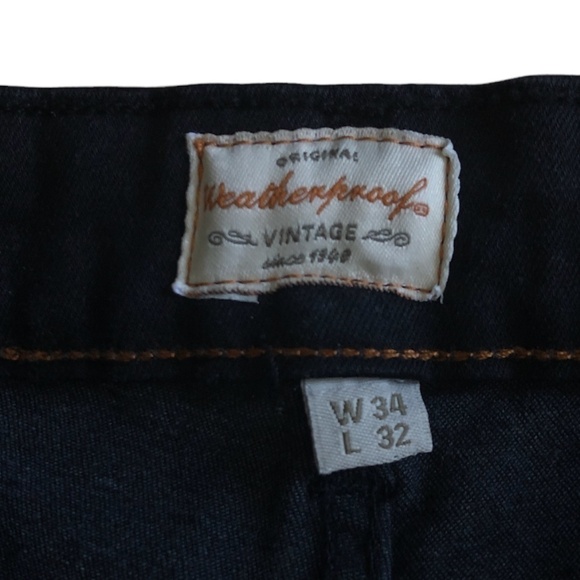 ORIGINAL
Weatherproof®
VINTAGE
since 1948
W 34
L 32